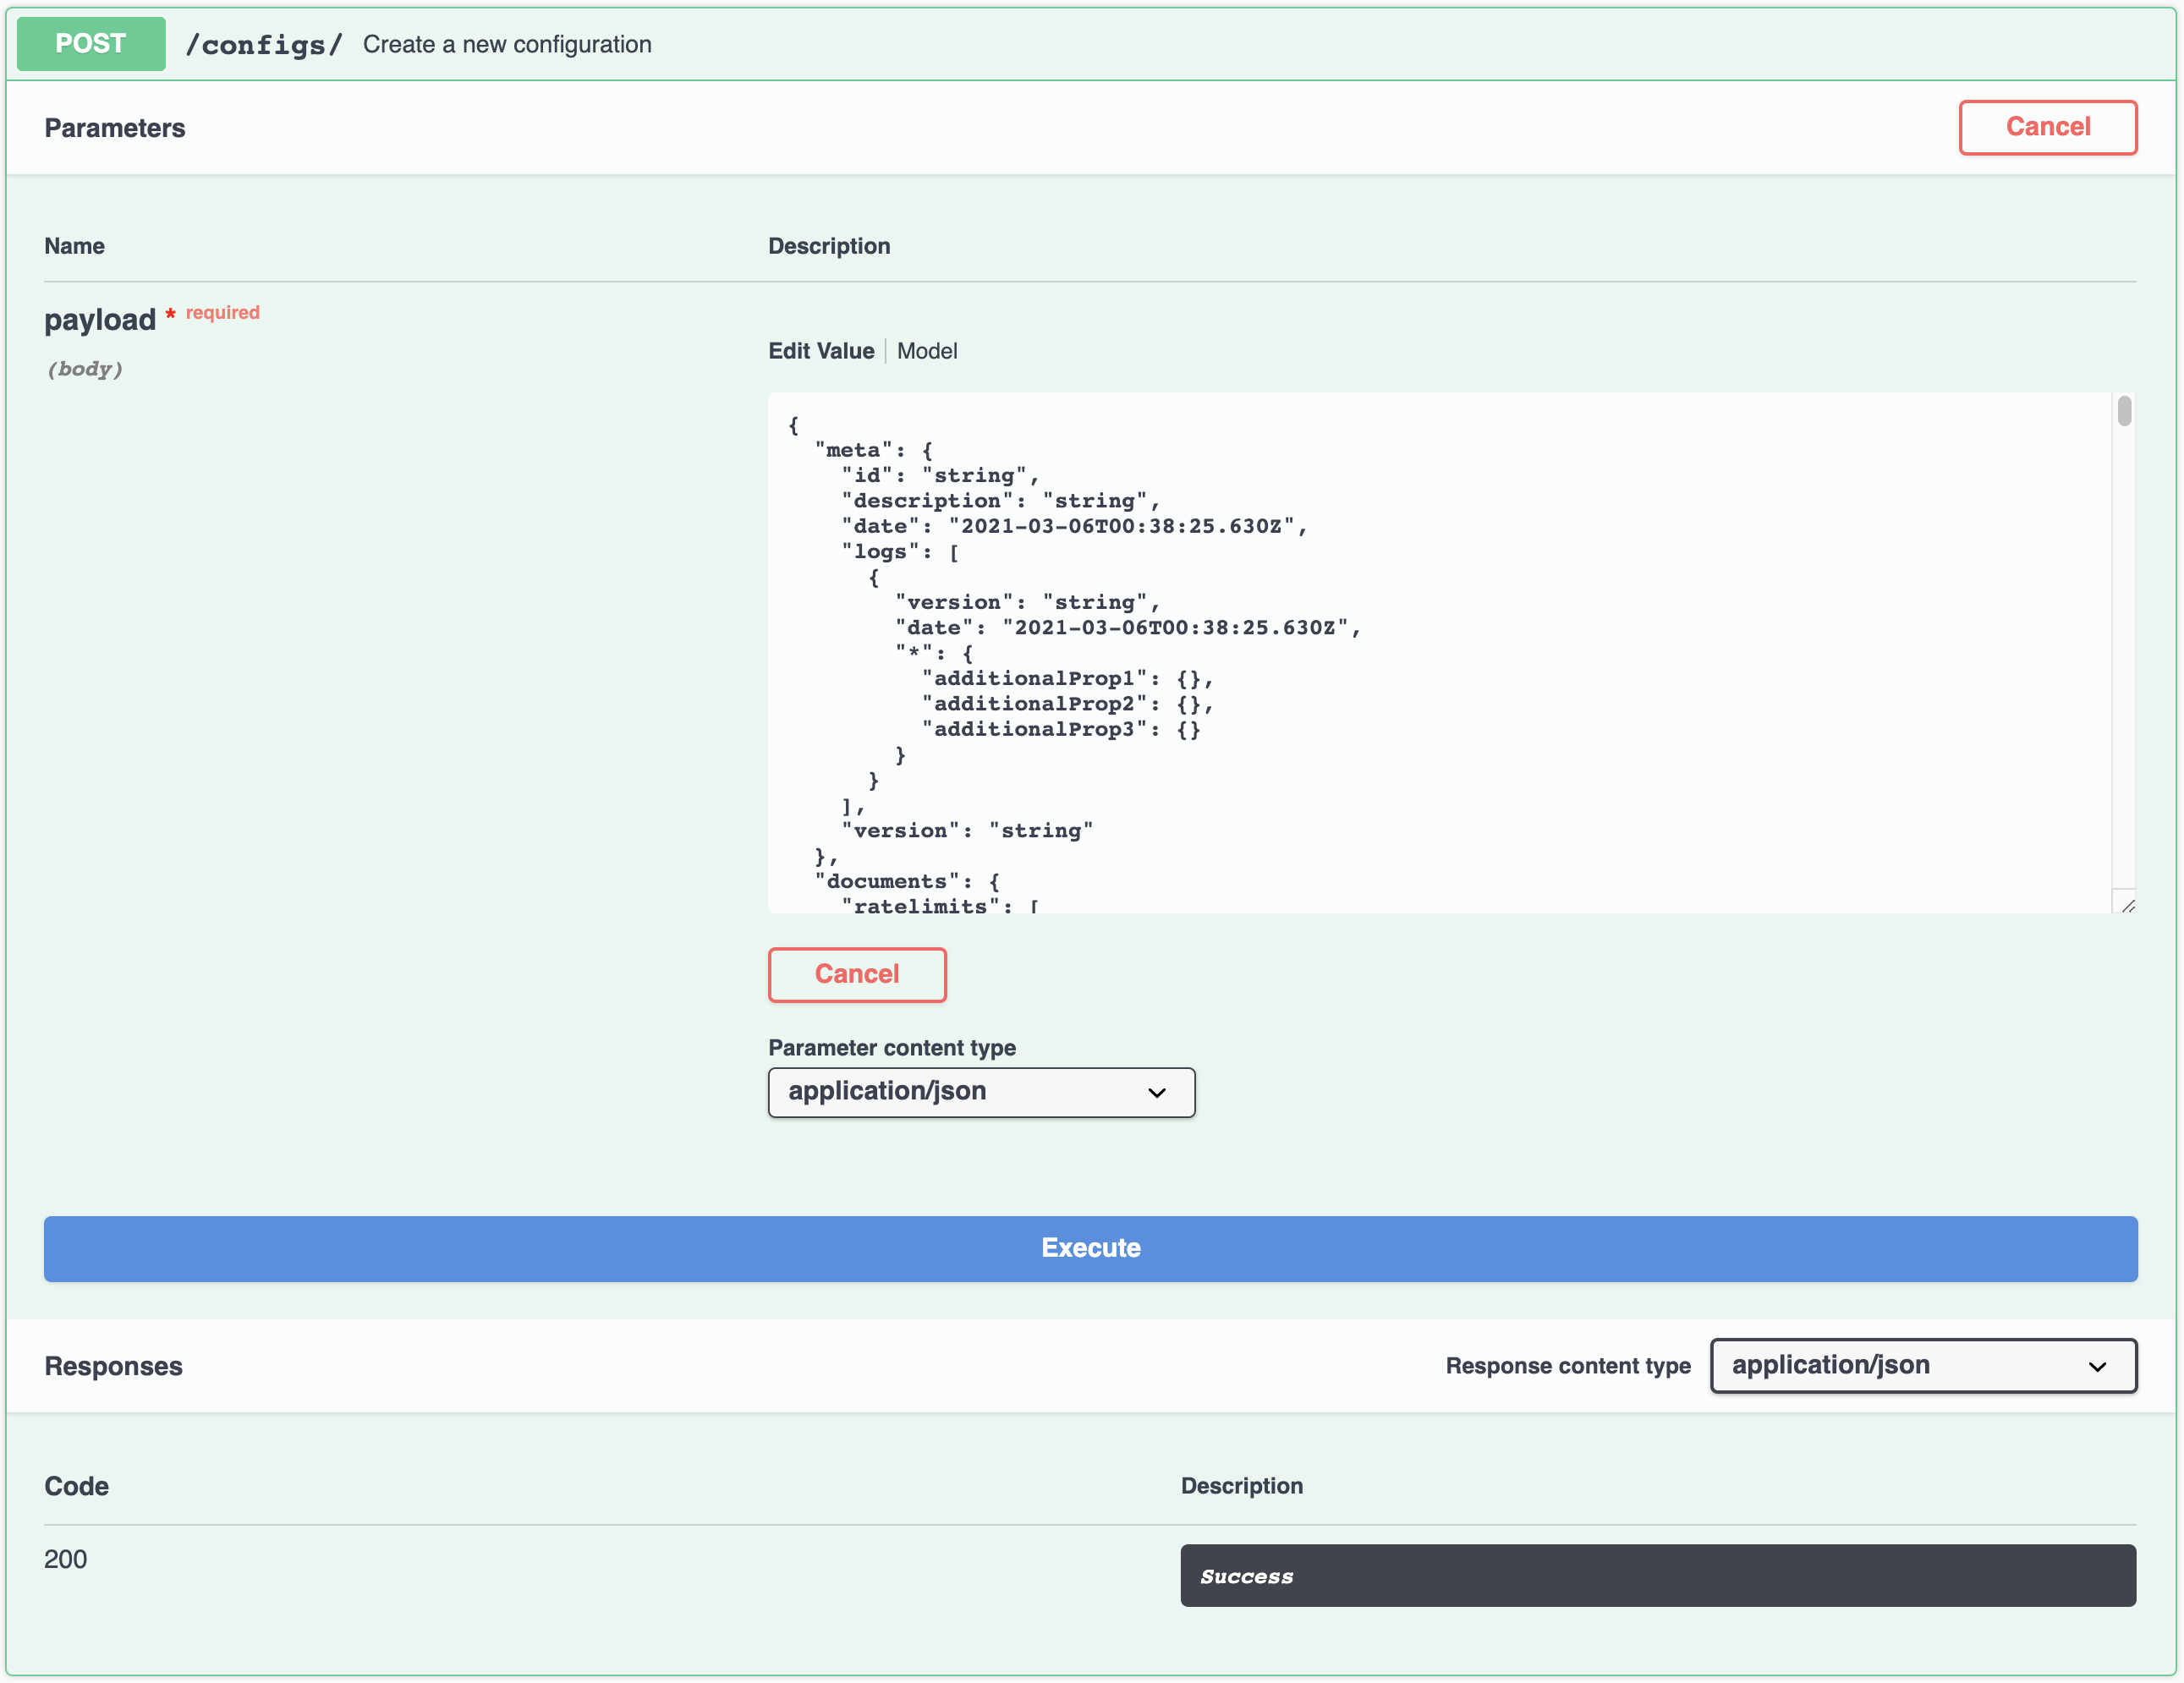 POST /configs/ Create a new configuration
Parameters
Cancel
Name Description
payload * required
(body)
Edit Value Model
{
  "meta": {
    "id": "string",
    "description": "string",
    "date": "2021-03-06T00:38:25.630Z",
    "logs": [
      {
        "version": "string",
        "date": "2021-03-06T00:38:25.630Z",
        "*": {
          "additionalProp1": {},
          "additionalProp2": {},
          "additionalProp3": {}
        }
      }
    ],
    "version": "string"
  },
  "documents": {
    "ratelimits": [
Cancel
Parameter content type
application/json
Execute
Responses
Response content type application/json
Code Description
200
Success